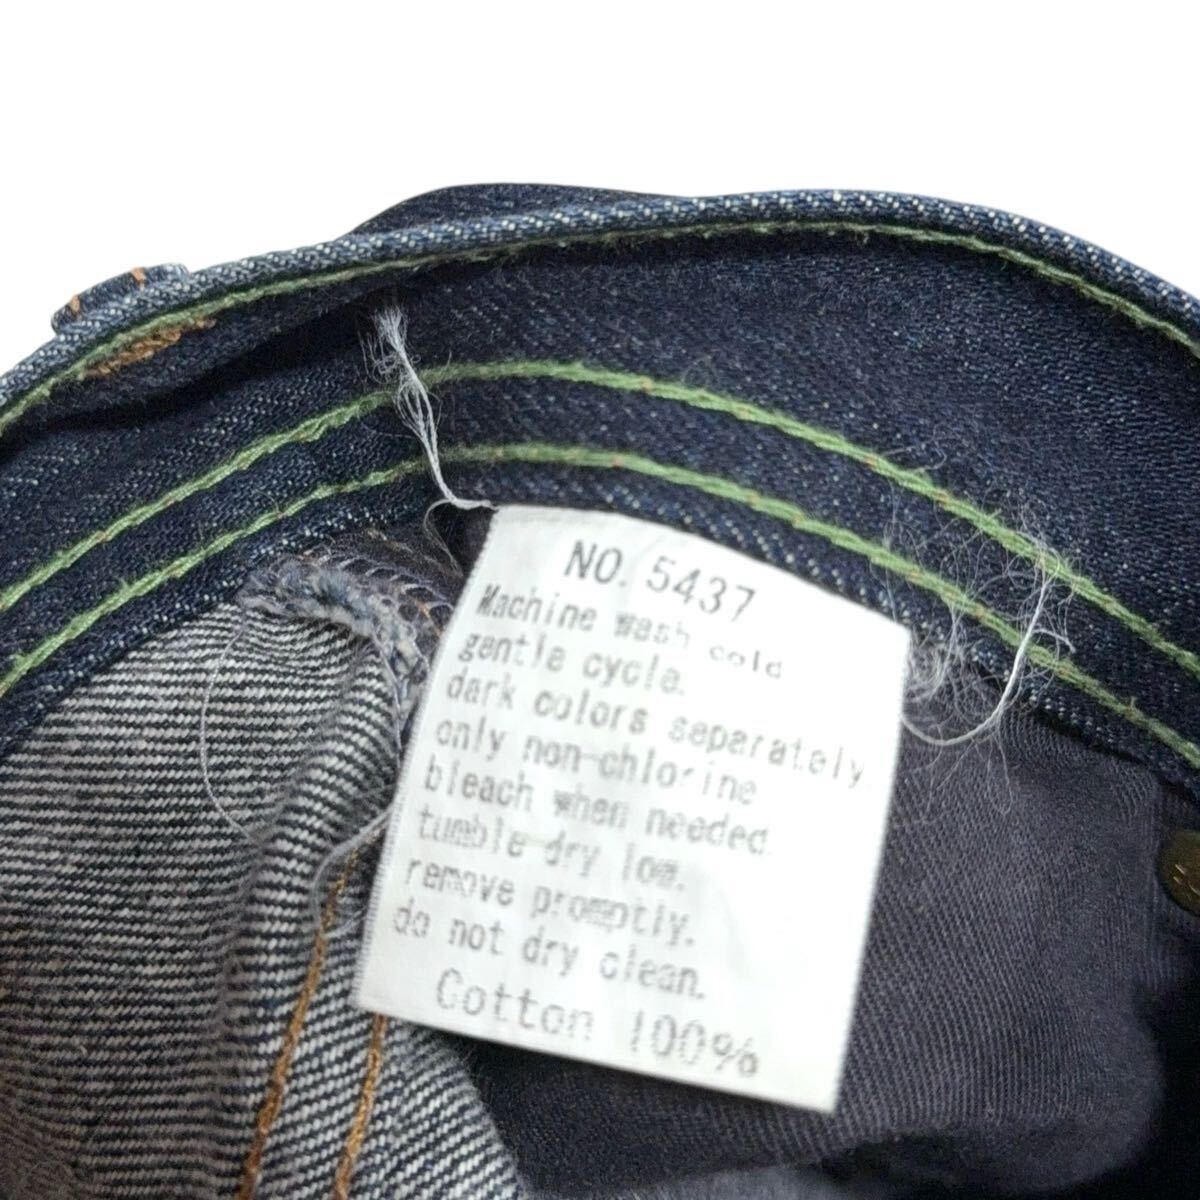 NO. 5437
Machine wash cold
gentle cycle.
dark colors separately.
only non-chlorine
bleach when needed.
tumble dry low.
remove promptly.
do not dry clean.
Cotton 100%